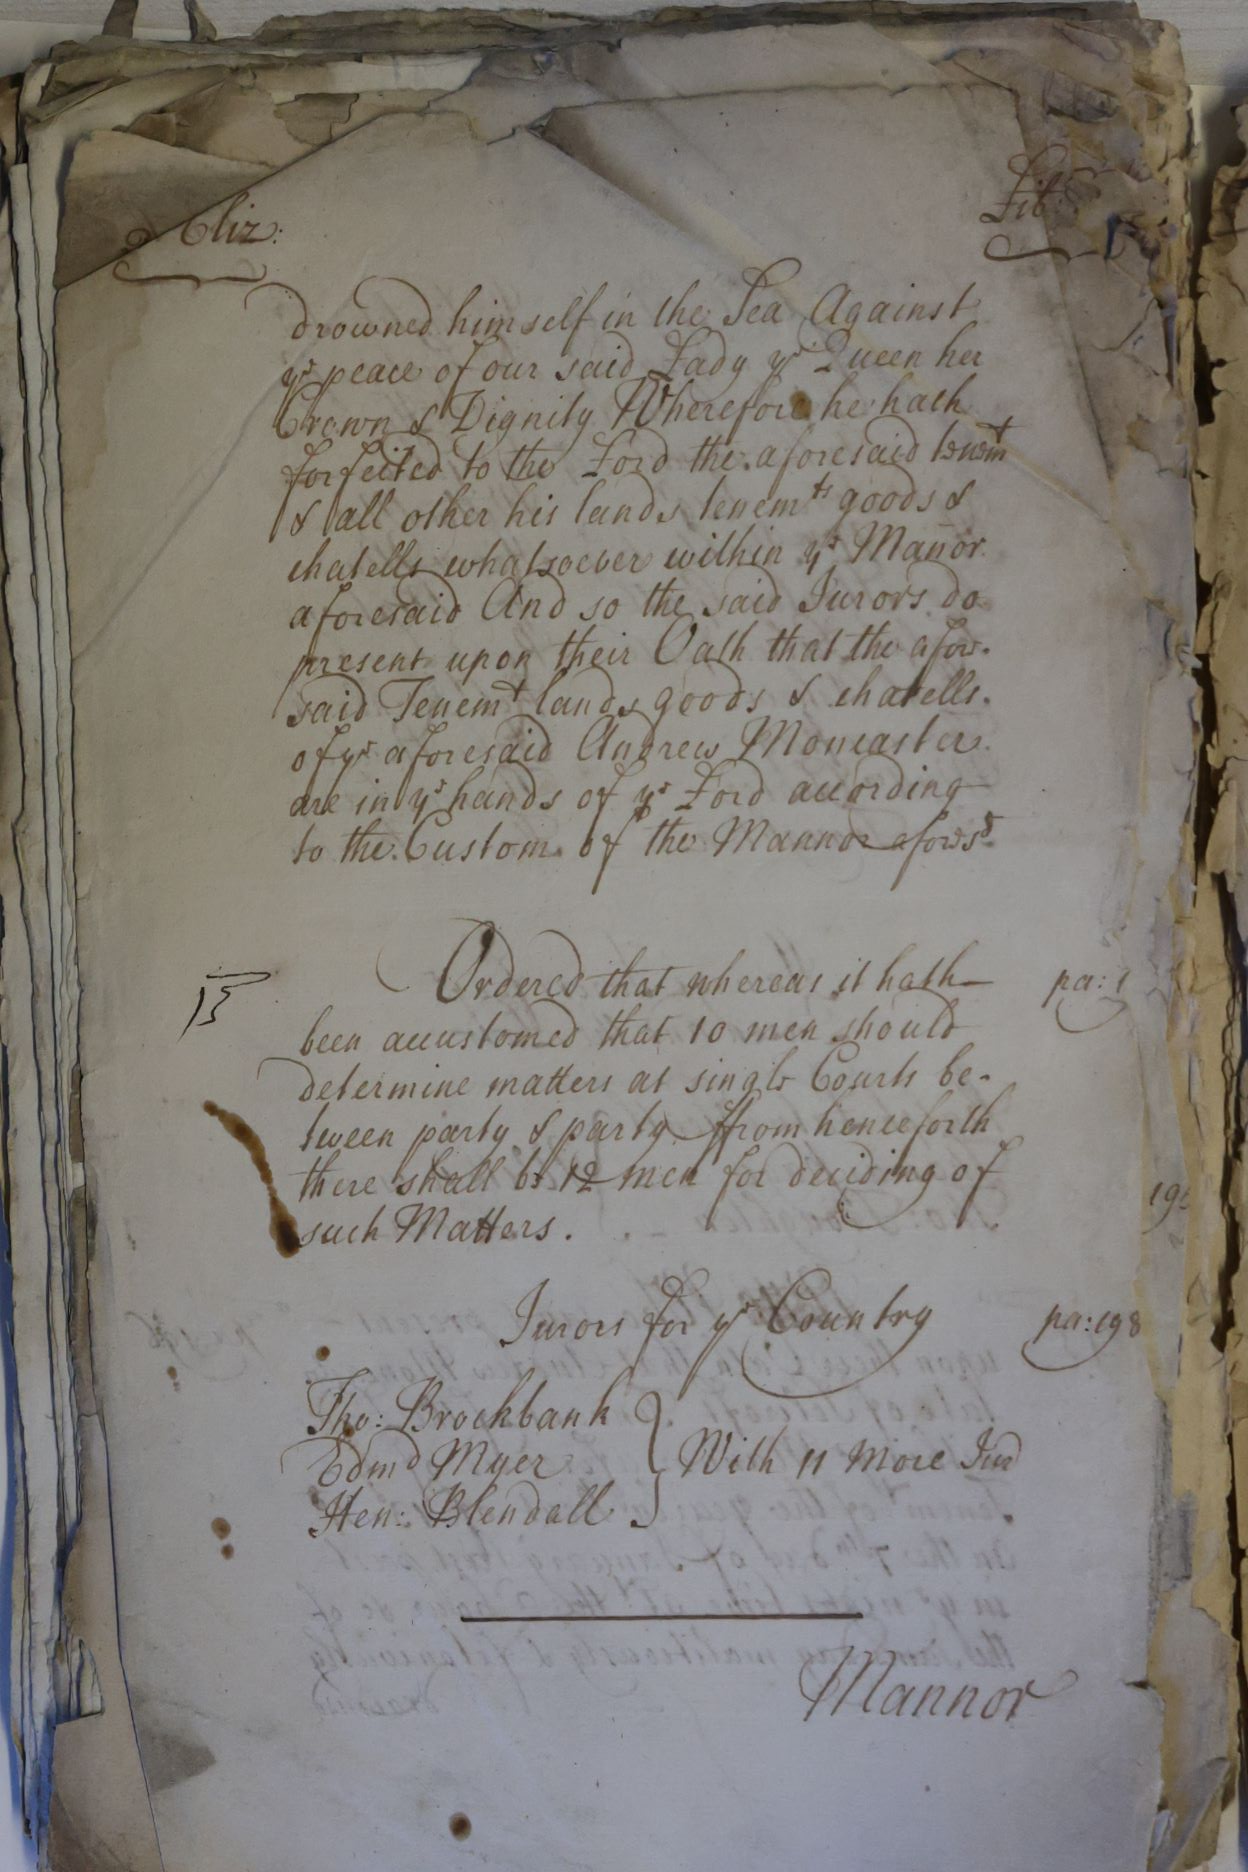 Eliz:
Lib
drowned himself in the Sea Against
yᵉ peace of our said Lady yᵉ Queen her
Crown & Dignity Wherefore he hath
forfeited to the Lord the aforesaid tenemᵗ
& all other his lands tenemᵗˢ goods &
chatells whatsoever within yᵉ Mañor
aforesaid And so the said Jurors do
present upon their Oath that the afore-
said Tenemᵗ lands goods & chatells.
of yᵉ aforesaid Andrew Moncaster
are in yᵉ hands of yᵉ Lord according
to the Custom of the Mannor aforesᵈ.
15
Ordered that whereas it hath
pa: 1
been accustomed that 10 men should
determine matters at single Courts be-
tween party & party ffrom henceforth
there shall be 12 men for deciding of
such Matters.
Jurors for yᵉ Country
pa: 198
Tho: Brockbank
Edmᵈ Myer
With 11 more Jurᵈ
Hen: Blendall
Mannor